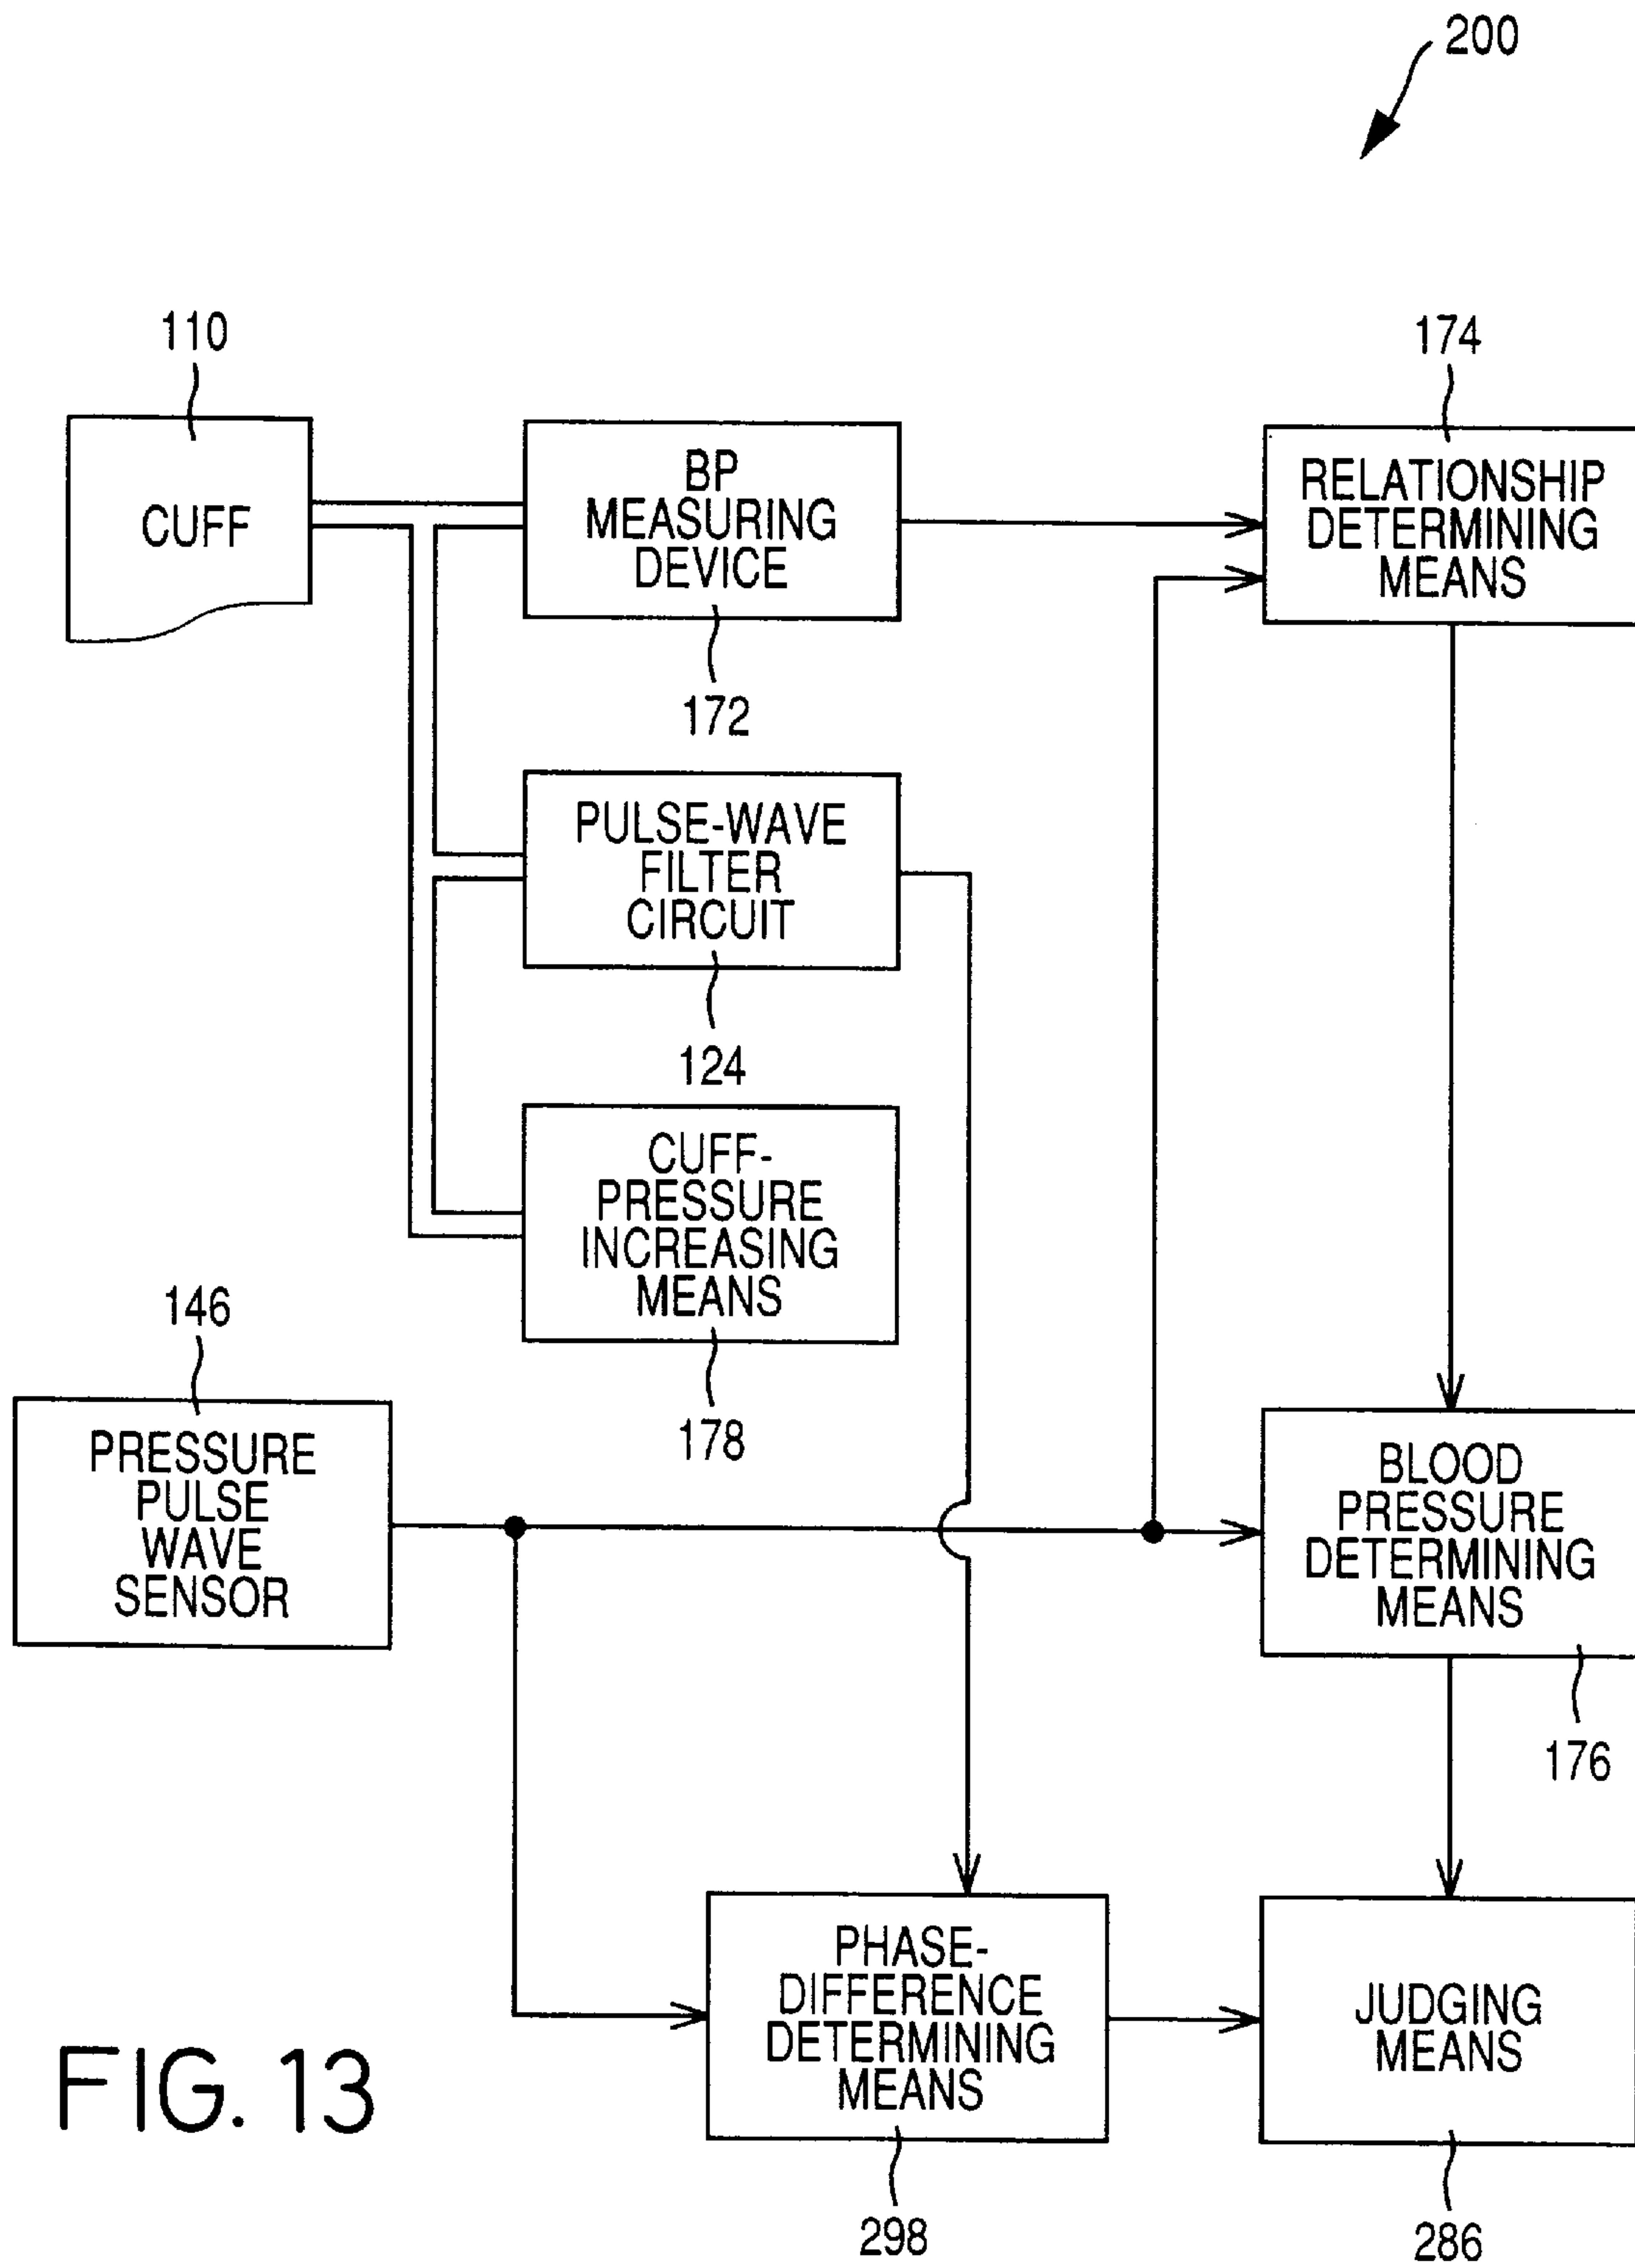 200
110
174
CUFF
BP
MEASURING
DEVICE
RELATIONSHIP
DETERMINING
MEANS
172
PULSE-WAVE
FILTER
CIRCUIT
124
CUFF-
PRESSURE
INCREASING
MEANS
178
146
PRESSURE
PULSE
WAVE
SENSOR
BLOOD
PRESSURE
DETERMINING
MEANS
176
PHASE-
DIFFERENCE
DETERMINING
MEANS
298
JUDGING
MEANS
286
FIG. 13